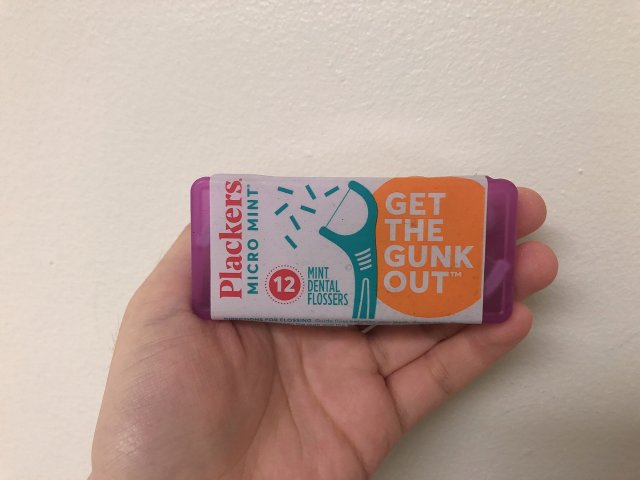 Plackers®
MICRO MINT®
12
MINT
DENTAL
FLOSSERS
GET
THE
GUNK
OUT™
DIRECTIONS FOR FLOSSING